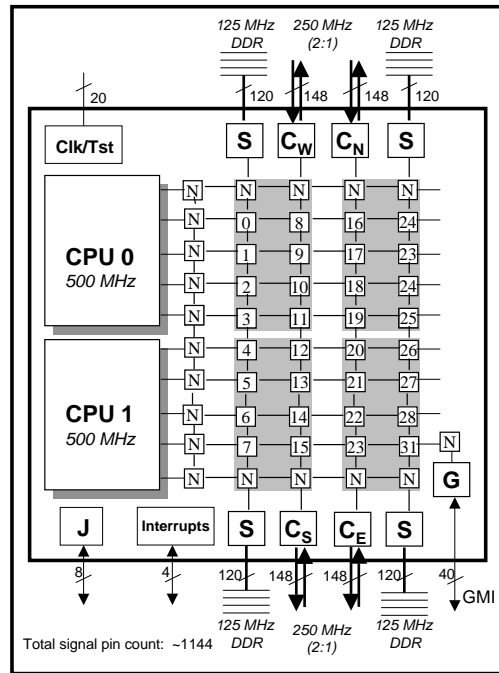 125 MHz 250 MHz 125 MHz
DDR (2:1) DDR
20 120 148 148 120
Clk/Tst S CW CN S
N N N N N
CPU 0
500 MHz
N 0 8 16 24
N 1 9 17 23
N 2 10 18 24
N 3 11 19 25
CPU 1
500 MHz
N 4 12 20 26
N 5 13 21 27
N 6 14 22 28
N 7 15 23 31 N
N N N N N
G
J Interrupts S CS CE S
8 4 120 148 148 120 40
GMI
125 MHz 250 MHz 125 MHz
DDR (2:1) DDR
Total signal pin count: ~1144